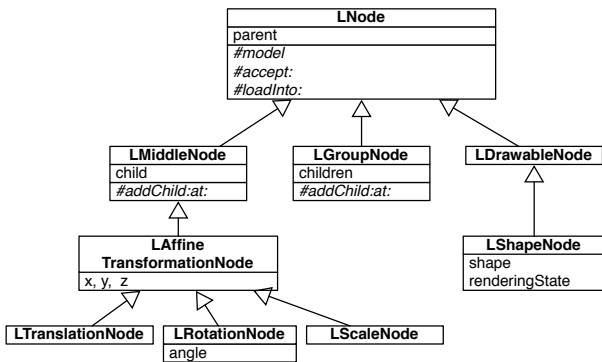 LNode
parent
#model
#accept:
#loadInto:
LMiddleNode
child
#addChild:at:
LGroupNode
children
#addChild:at:
LDrawableNode
LAffine
TransformationNode
x, y, z
LShapeNode
shape
renderingState
LTranslationNode
LRotationNode
angle
LScaleNode